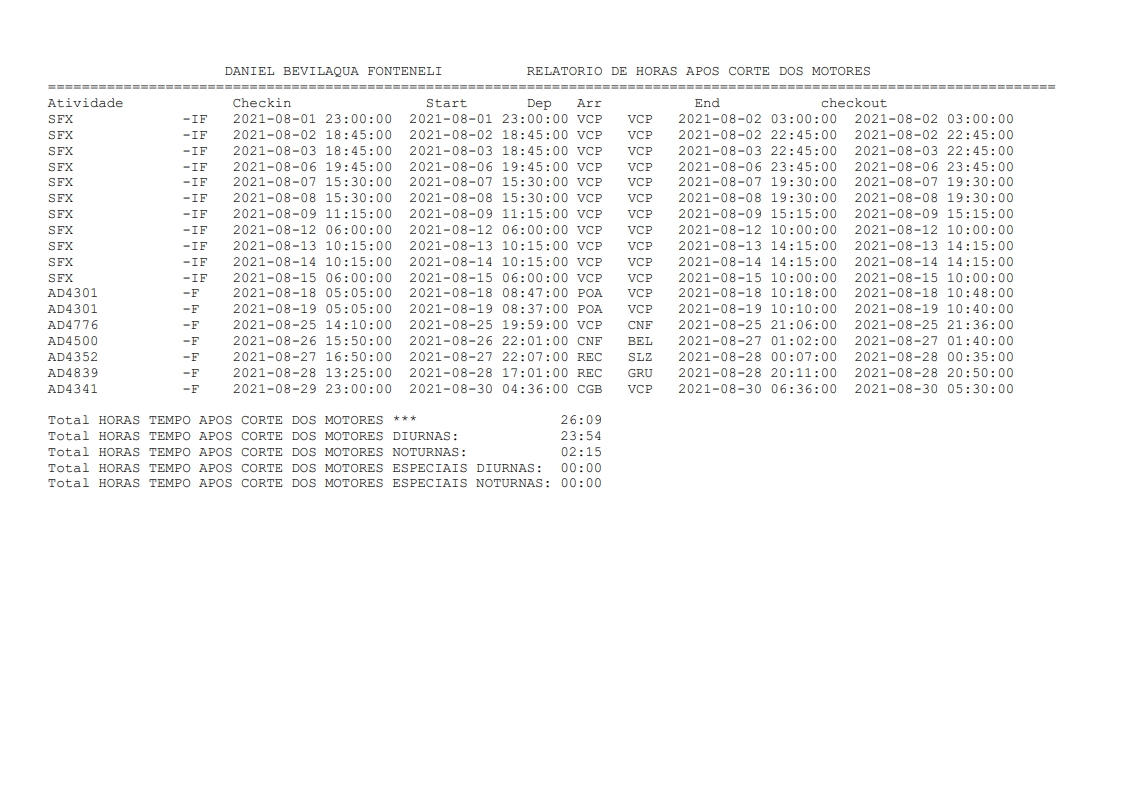 DANIEL BEVILAQUA FONTENELI          RELATORIO DE HORAS APOS CORTE DOS MOTORES
========================================================================================================================
Atividade             Checkin                Start       Dep   Arr           End            checkout
SFX             -IF   2021-08-01 23:00:00  2021-08-01 23:00:00 VCP   VCP   2021-08-02 03:00:00  2021-08-02 03:00:00
SFX             -IF   2021-08-02 18:45:00  2021-08-02 18:45:00 VCP   VCP   2021-08-02 22:45:00  2021-08-02 22:45:00
SFX             -IF   2021-08-03 18:45:00  2021-08-03 18:45:00 VCP   VCP   2021-08-03 22:45:00  2021-08-03 22:45:00
SFX             -IF   2021-08-06 19:45:00  2021-08-06 19:45:00 VCP   VCP   2021-08-06 23:45:00  2021-08-06 23:45:00
SFX             -IF   2021-08-07 15:30:00  2021-08-07 15:30:00 VCP   VCP   2021-08-07 19:30:00  2021-08-07 19:30:00
SFX             -IF   2021-08-08 15:30:00  2021-08-08 15:30:00 VCP   VCP   2021-08-08 19:30:00  2021-08-08 19:30:00
SFX             -IF   2021-08-09 11:15:00  2021-08-09 11:15:00 VCP   VCP   2021-08-09 15:15:00  2021-08-09 15:15:00
SFX             -IF   2021-08-12 06:00:00  2021-08-12 06:00:00 VCP   VCP   2021-08-12 10:00:00  2021-08-12 10:00:00
SFX             -IF   2021-08-13 10:15:00  2021-08-13 10:15:00 VCP   VCP   2021-08-13 14:15:00  2021-08-13 14:15:00
SFX             -IF   2021-08-14 10:15:00  2021-08-14 10:15:00 VCP   VCP   2021-08-14 14:15:00  2021-08-14 14:15:00
SFX             -IF   2021-08-15 06:00:00  2021-08-15 06:00:00 VCP   VCP   2021-08-15 10:00:00  2021-08-15 10:00:00
AD4301          -F    2021-08-18 05:05:00  2021-08-18 08:47:00 POA   VCP   2021-08-18 10:18:00  2021-08-18 10:48:00
AD4301          -F    2021-08-19 05:05:00  2021-08-19 08:37:00 POA   VCP   2021-08-19 10:10:00  2021-08-19 10:40:00
AD4776          -F    2021-08-25 14:10:00  2021-08-25 19:59:00 VCP   CNF   2021-08-25 21:06:00  2021-08-25 21:36:00
AD4500          -F    2021-08-26 15:50:00  2021-08-26 22:01:00 CNF   BEL   2021-08-27 01:02:00  2021-08-27 01:40:00
AD4352          -F    2021-08-27 16:50:00  2021-08-27 22:07:00 REC   SLZ   2021-08-28 00:07:00  2021-08-28 00:35:00
AD4839          -F    2021-08-28 13:25:00  2021-08-28 17:01:00 REC   GRU   2021-08-28 20:11:00  2021-08-28 20:50:00
AD4341          -F    2021-08-29 23:00:00  2021-08-30 04:36:00 CGB   VCP   2021-08-30 06:36:00  2021-08-30 05:30:00
Total HORAS TEMPO APOS CORTE DOS MOTORES ***                 26:09
Total HORAS TEMPO APOS CORTE DOS MOTORES DIURNAS:            23:54
Total HORAS TEMPO APOS CORTE DOS MOTORES NOTURNAS:           02:15
Total HORAS TEMPO APOS CORTE DOS MOTORES ESPECIAIS DIURNAS:  00:00
Total HORAS TEMPO APOS CORTE DOS MOTORES ESPECIAIS NOTURNAS: 00:00